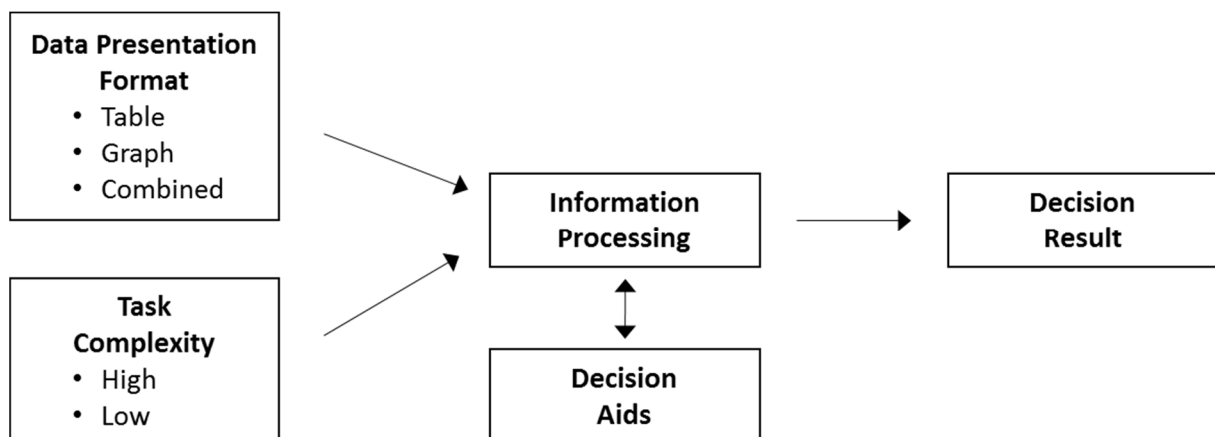 Data Presentation
Format
• Table
• Graph
• Combined
Task
Complexity
• High
• Low
Information
Processing
Decision
Aids
Decision
Result